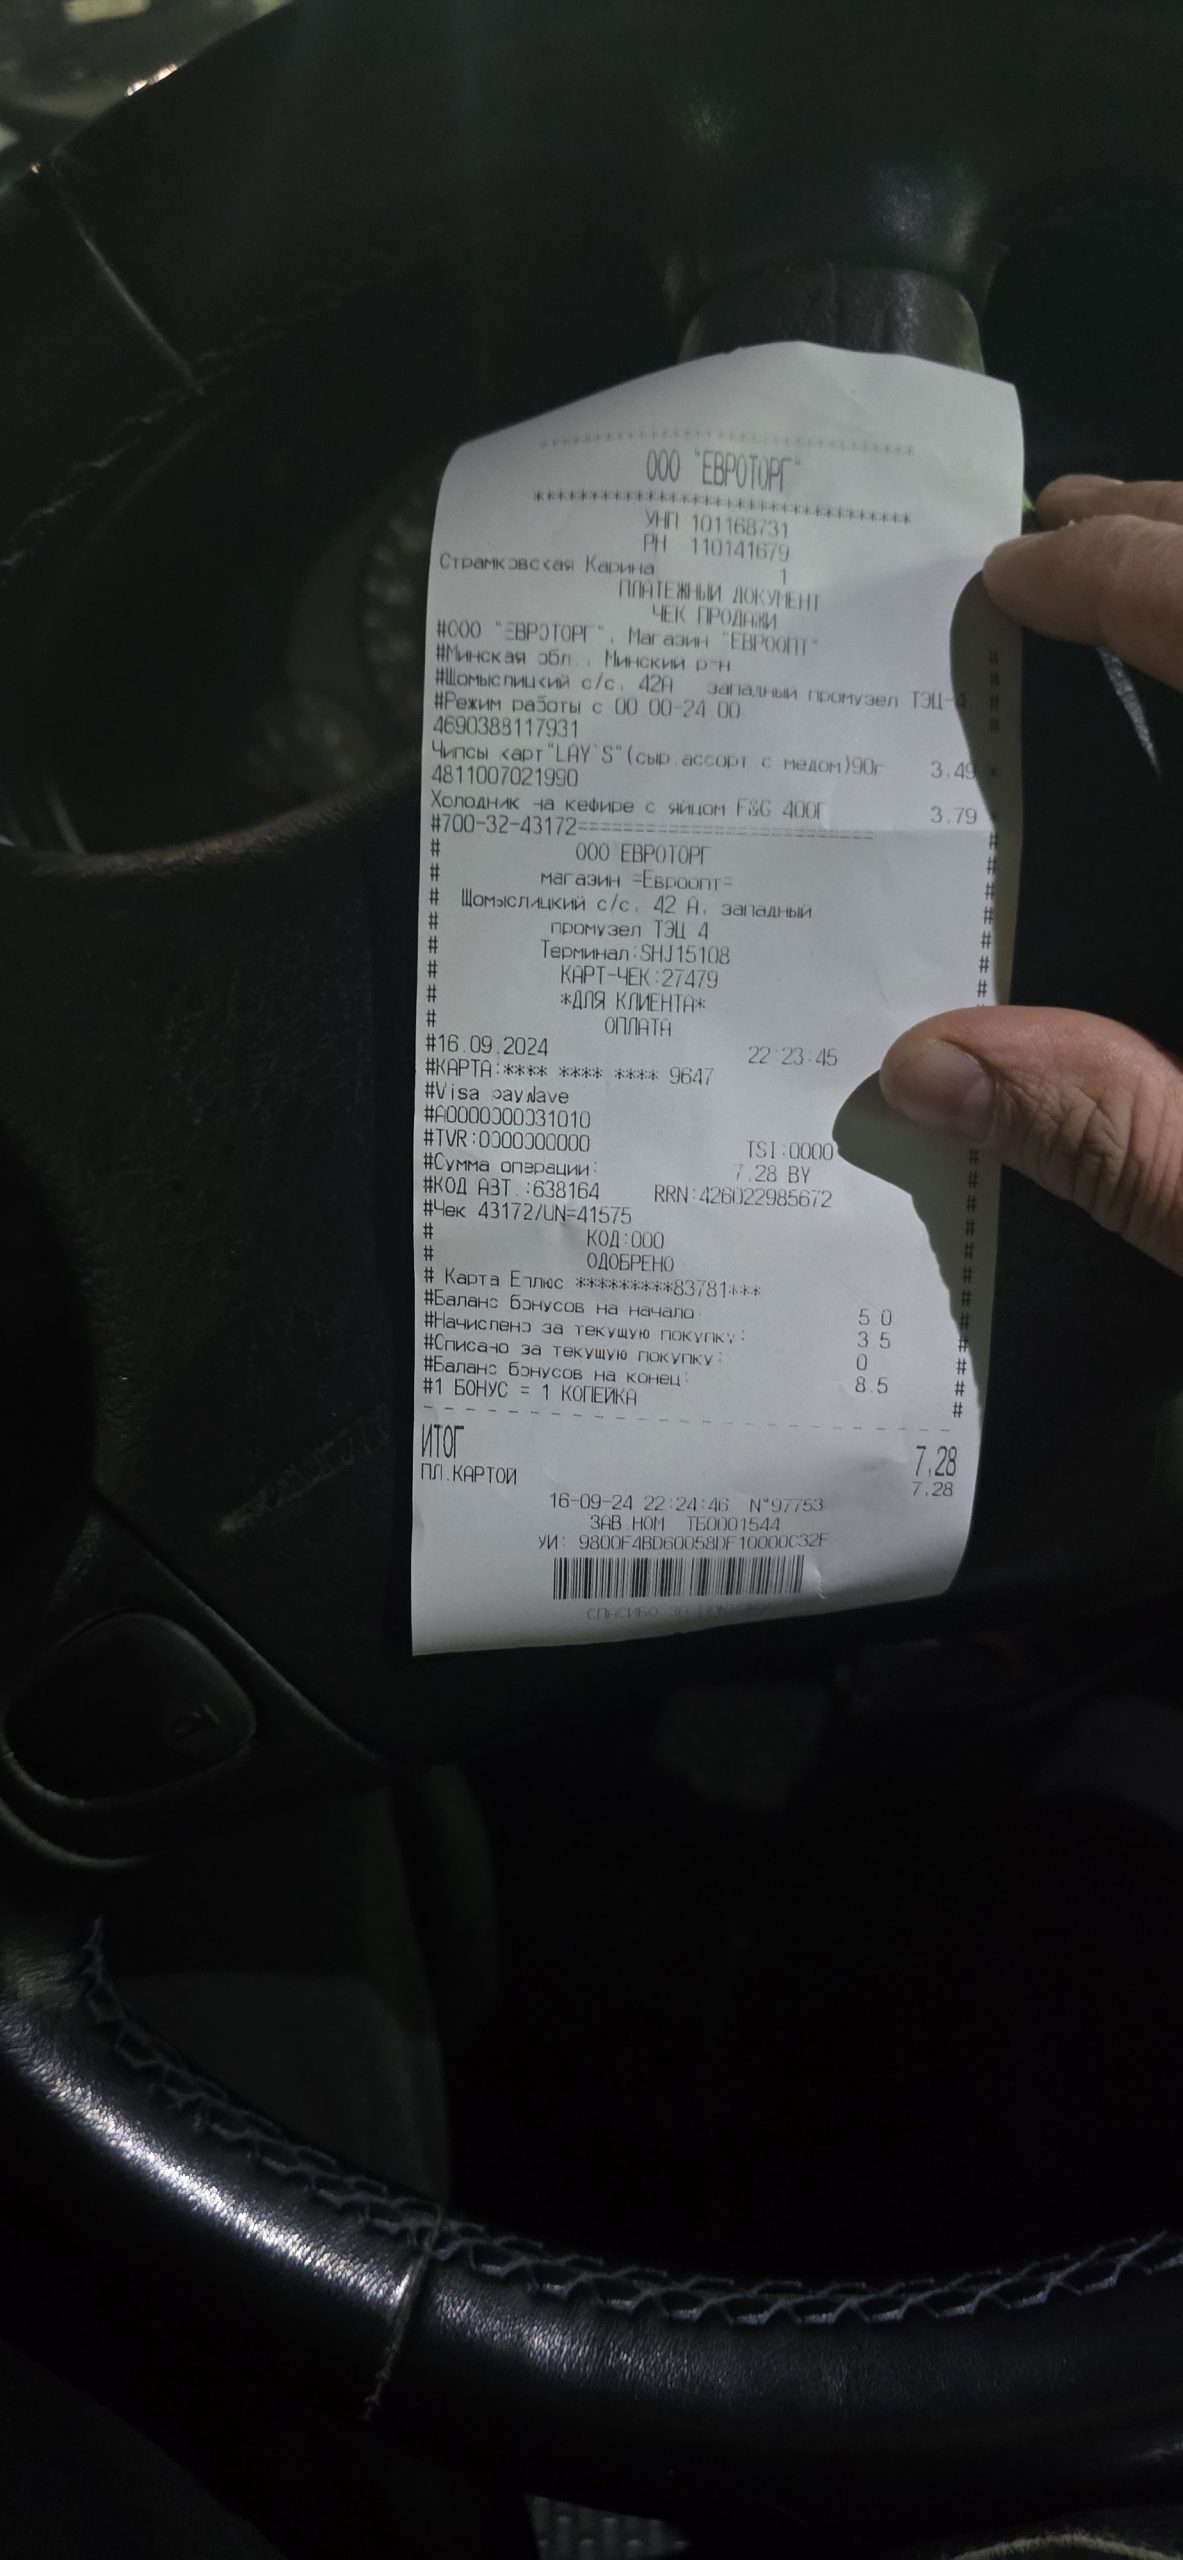 *********************************
ООО "ЕВРОТОРГ"
*********************************
УНП 101168731
РН 110141679
Страмковская Карина 1
ПЛАТЕЖНЫЙ ДОКУМЕНТ
ЧЕК ПРОДАЖИ
#ООО "ЕВРОТОРГ", Магазин "ЕВРООПТ"
#Минская обл., Минский р-н #
#Щомыслицкий с/с, 42А западный промузел ТЭЦ-4 #
#Режим работы с 00.00-24.00 #
4690388117931
Чипсы карт"LAY`S"(сыр.ассорт.с медом)90г 3.49 *
4811007021990
Холодник на кефире с яйцом F&G 400Г 3.79 *
#700-32-43172========================== #
# ООО ЕВРОТОРГ #
# магазин =Евроопт= #
# Щомыслицкий с/с, 42 А, западный #
# промузел ТЭЦ 4 #
# Терминал:SHJ15108 #
# КАРТ-ЧЕК:27479 #
# *ДЛЯ КЛИЕНТА* #
# ОПЛАТА
#16.09.2024 22:23:45
#КАРТА:**** **** **** 9647
#Visa payWave
#A0000000031010
#TVR:0000000000 TSI:0000 #
#Сумма операции: 7.28 BY #
#КОД АВТ.:638164 RRN:426022985672 #
#Чек 43172/UN=41575 #
# КОД:000 #
# ОДОБРЕНО #
# Карта Еплюс *********83781*** #
#Баланс бонусов на начало: 5.0 #
#Начислено за текущую покупку: 3.5 #
#Списано за текущую покупку: 0 #
#Баланс бонусов на конец: 8.5 #
#1 БОНУС = 1 КОПЕЙКА #
ИТОГ 7.28
ПЛ.КАРТОЙ 7.28
16-09-24 22:24:46 N°97753
ЗАВ.НОМ ТБ0001544
УИ: 9800F4BD60058DF10000C32F
СПАСИБО ЗА ПОКУПКУ